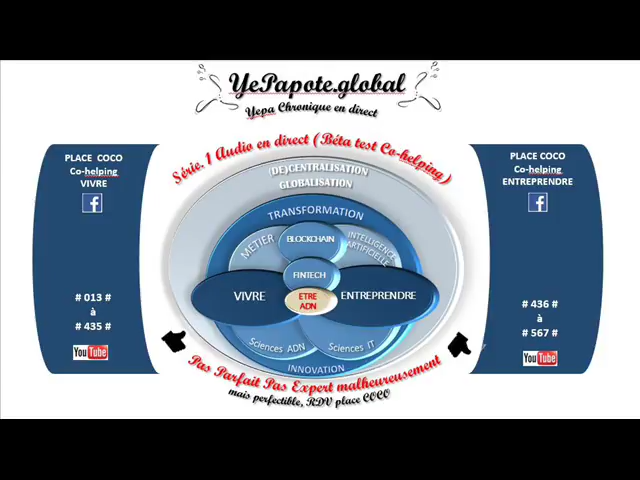 YePapote.global
Yepa Chronique en direct
Série.1 Audio en direct (Béta test Co-helping)
PLACE COCO
Co-helping
VIVRE
f
# 013 #
à
# 435 #
YouTube
(DE)CENTRALISATION
GLOBALISATION
TRANSFORMATION
METIER
BLOCKCHAIN
INTELLIGENCE
ARTIFICIELLE
FINTECH
VIVRE
ETRE
ADN
ENTREPRENDRE
Sciences ADN
Sciences IT
INNOVATION
PLACE COCO
Co-helping
ENTREPRENDRE
f
# 436 #
à
# 567 #
YouTube
Pas Parfait Pas Expert malheureusement
mais perfectible, RDV place COCO